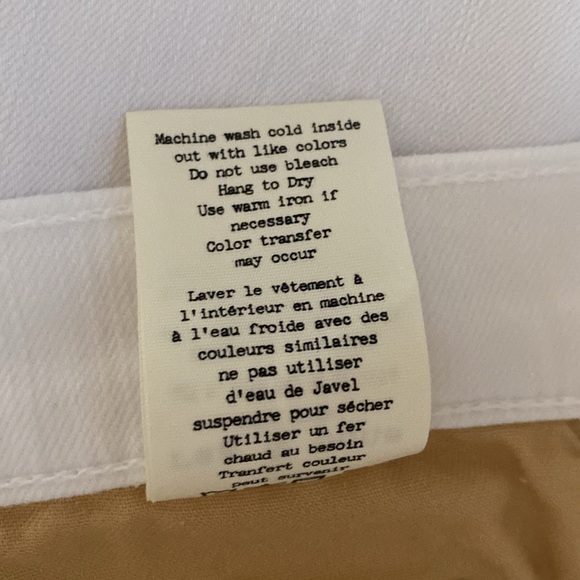 Machine wash cold inside
out with like colors
Do not use bleach
Hang to Dry
Use warm iron if
necessary
Color transfer
may occur
Laver le vêtement à
l'intérieur en machine
à l'eau froide avec des
couleurs similaires
ne pas utiliser
d'eau de Javel
suspendre pour sécher
Utiliser un fer
chaud au besoin
Tranfert couleur
peut survenir